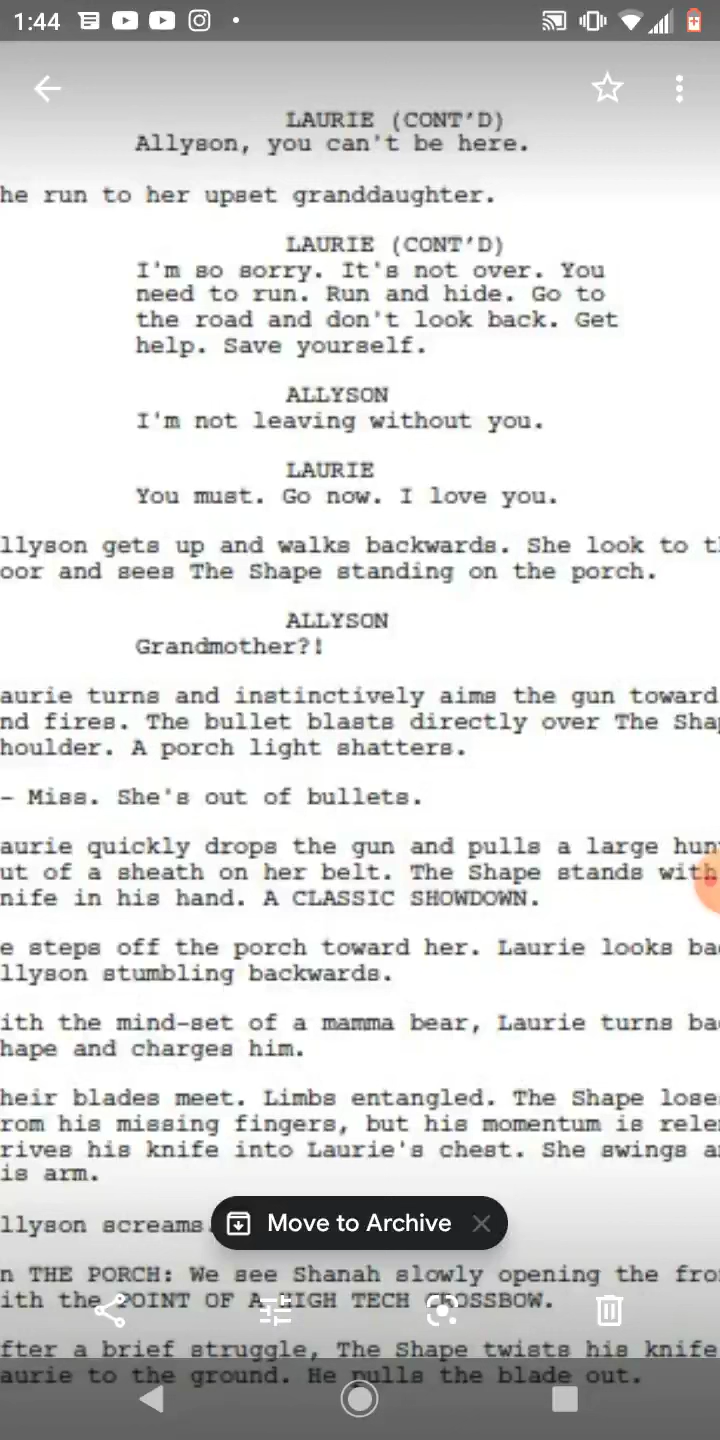 1:44
LAURIE (CONT'D)
Allyson, you can't be here.
he run to her upset granddaughter.
LAURIE (CONT'D)
I'm so sorry. It's not over. You
need to run. Run and hide. Go to
the road and don't look back. Get
help. Save yourself.
ALLYSON
I'm not leaving without you.
LAURIE
You must. Go now. I love you.
llyson gets up and walks backwards. She look to th
oor and sees The Shape standing on the porch.
ALLYSON
Grandmother?!
aurie turns and instinctively aims the gun toward
nd fires. The bullet blasts directly over The Shap
houlder. A porch light shatters.
- Miss. She's out of bullets.
aurie quickly drops the gun and pulls a large hun
ut of a sheath on her belt. The Shape stands with
nife in his hand. A CLASSIC SHOWDOWN.
e steps off the porch toward her. Laurie looks ba
llyson stumbling backwards.
ith the mind-set of a mamma bear, Laurie turns ba
hape and charges him.
heir blades meet. Limbs entangled. The Shape lose
rom his missing fingers, but his momentum is rele
rives his knife into Laurie's chest. She swings a
is arm.
llyson screams.
Move to Archive
n THE PORCH: We see Shanah slowly opening the fro
ith the POINT OF A HIGH TECH CROSSBOW.
fter a brief struggle, The Shape twists his knife
aurie to the ground. He pulls the blade out.